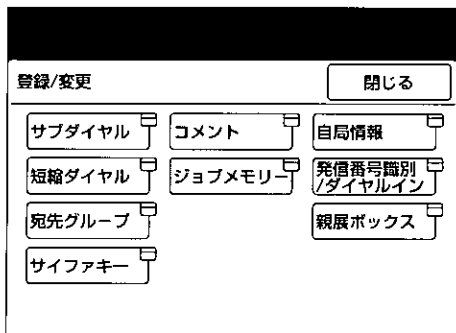 登録/変更
閉じる
サブダイヤル
コメント
自局情報
短縮ダイヤル
ジョブメモリー
発信番号識別
/ダイヤルイン
宛先グループ
親展ボックス
サイファキー